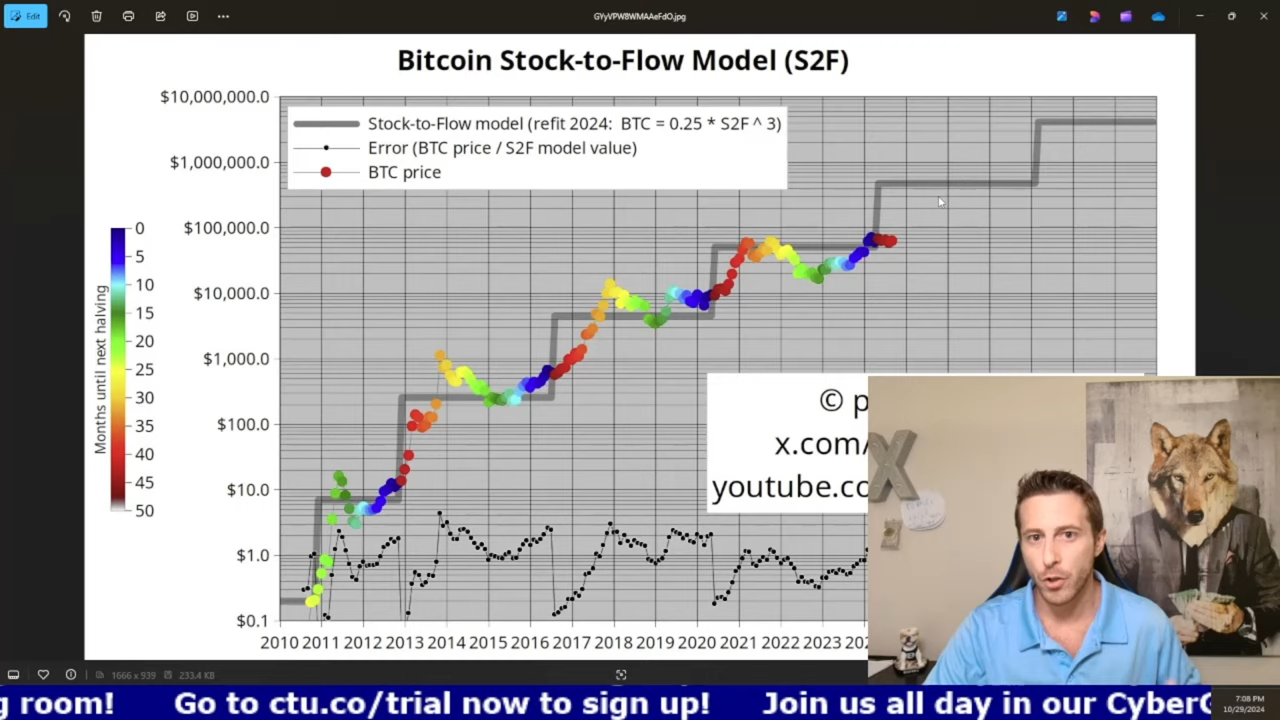 Edit
GYyVPW8WMAAeFdO.jpg
Bitcoin Stock-to-Flow Model (S2F)
$10,000,000.0
$1,000,000.0
$100,000.0
$10,000.0
$1,000.0
$100.0
$10.0
$1.0
$0.1
Stock-to-Flow model (refit 2024: BTC = 0.25 * S2F ^ 3)
Error (BTC price / S2F model value)
BTC price
Months until next halving
0
5
10
15
20
25
30
35
40
45
50
© p
x.com/
youtube.co
2010 2011 2012 2013 2014 2015 2016 2017 2018 2019 2020 2021 2022 2023 202
X
1666 x 939
233.4 KB
g room! Go to ctu.co/trial now to sign up! Join us all day in our CyberG
7:08 PM
10/29/2024